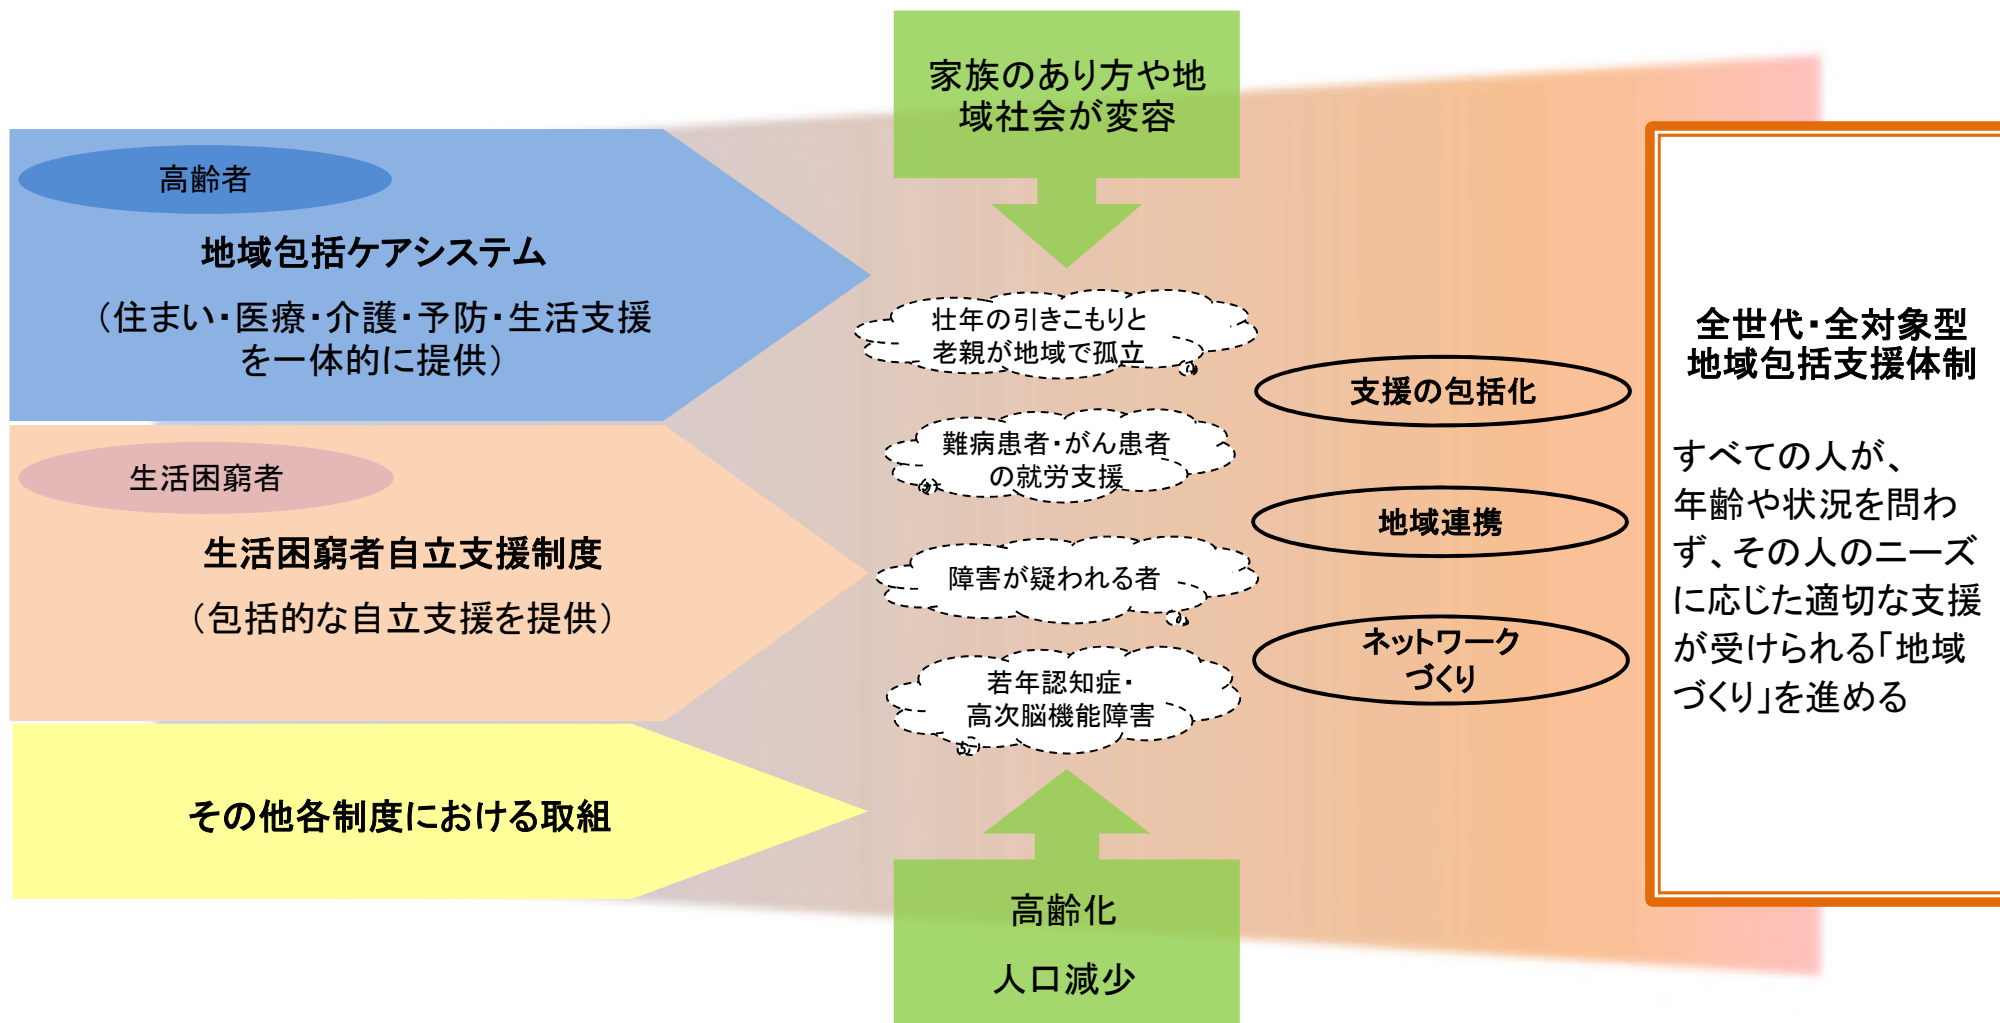 家族のあり方や地
域社会が変容
高齢者
地域包括ケアシステム
（住まい・医療・介護・予防・生活支援
を一体的に提供）
生活困窮者
生活困窮者自立支援制度
（包括的な自立支援を提供）
その他各制度における取組
壮年の引きこもりと
老親が地域で孤立
難病患者・がん患者
の就労支援
障害が疑われる者
若年認知症・
高次脳機能障害
高齢化
人口減少
支援の包括化
地域連携
ネットワーク
づくり
全世代・全対象型
地域包括支援体制
すべての人が、
年齢や状況を問わ
ず、その人のニーズ
に応じた適切な支援
が受けられる「地域
づくり」を進める